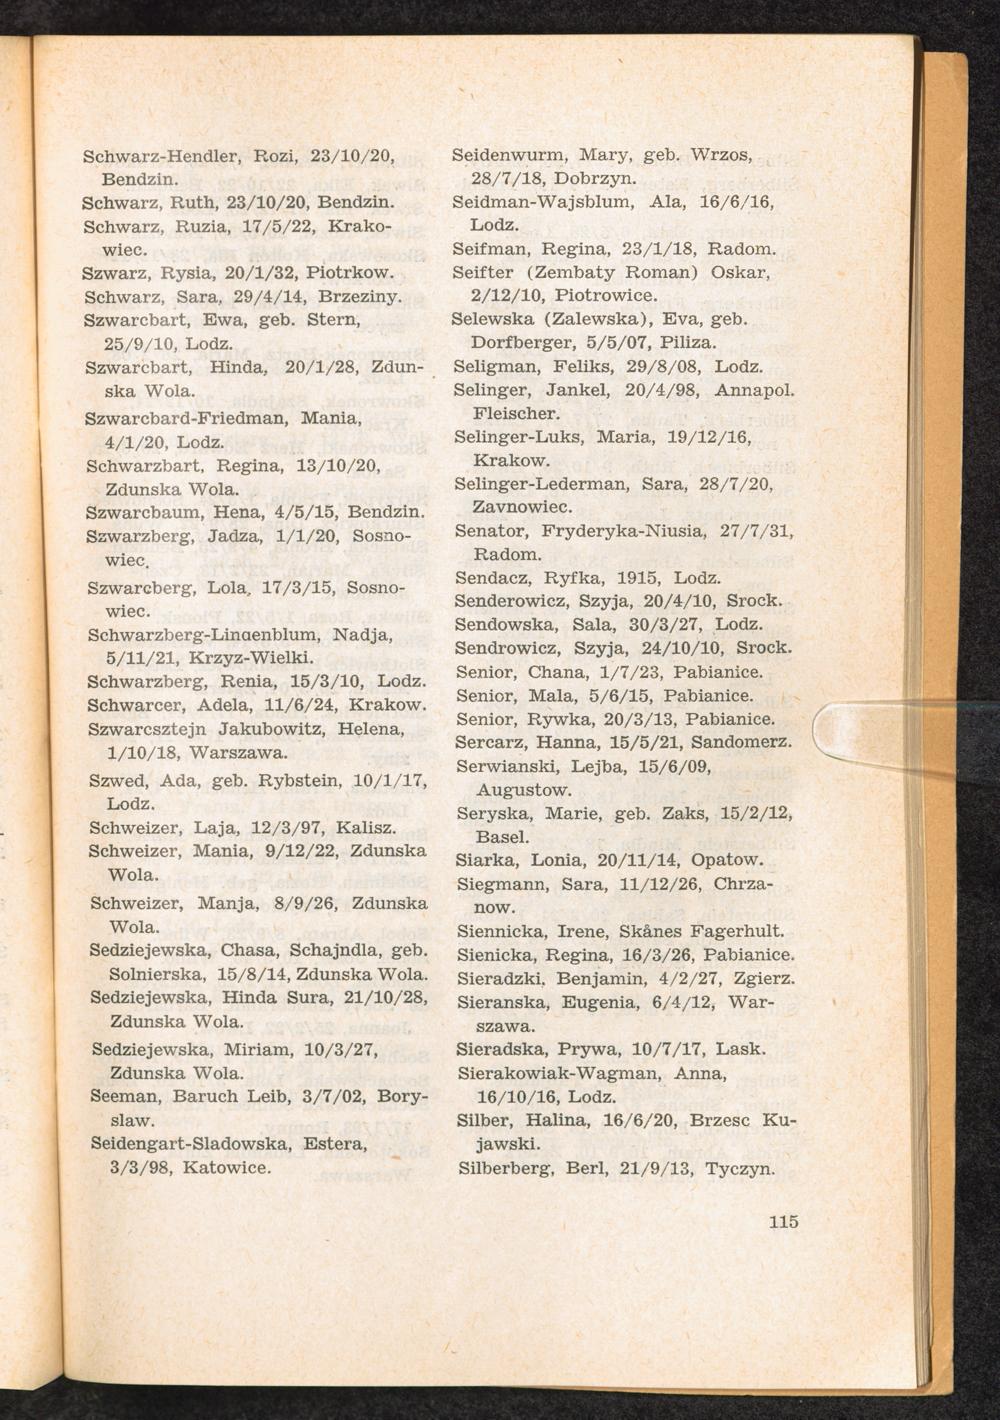 Schwarz-Hendler, Rozi, 23/10/20,
Bendzin.
Schwarz, Ruth, 23/10/20, Bendzin.
Schwarz, Ruzia, 17/5/22, Krako-
wiec.
Szwarz, Rysia, 20/1/32, Piotrkow.
Schwarz, Sara, 29/4/14, Brzeziny.
Szwarcbart, Ewa, geb. Stern,
25/9/10, Lodz.
Szwarcbart, Hinda, 20/1/28, Zdun-
ska Wola.
Szwarcbard-Friedman, Mania,
4/1/20, Lodz.
Schwarzbart, Regina, 13/10/20,
Zdunska Wola.
Szwarcbaum, Hena, 4/5/15, Bendzin.
Szwarzberg, Jadza, 1/1/20, Sosno-
wiec.
Szwarcberg, Lola, 17/3/15, Sosno-
wiec.
Schwarzberg-Lindenblum, Nadja,
5/11/21, Krzyz-Wielki.
Schwarzberg, Renia, 15/3/10, Lodz.
Schwarcer, Adela, 11/6/24, Krakow.
Szwarcsztejn Jakubowitz, Helena,
1/10/18, Warszawa.
Szwed, Ada, geb. Rybstein, 10/1/17,
Lodz.
Schweizer, Laja, 12/3/97, Kalisz.
Schweizer, Mania, 9/12/22, Zdunska
Wola.
Schweizer, Manja, 8/9/26, Zdunska
Wola.
Sedziejewska, Chasa, Schajndla, geb.
Solnierska, 15/8/14, Zdunska Wola.
Sedziejewska, Hinda Sura, 21/10/28,
Zdunska Wola.
Sedziejewska, Miriam, 10/3/27,
Zdunska Wola.
Seeman, Baruch Leib, 3/7/02, Bory-
slaw.
Seidengart-Sladowska, Estera,
3/3/98, Katowice.
Seidenwurm, Mary, geb. Wrzos,
28/7/18, Dobrzyn.
Seidman-Wajsblum, Ala, 16/6/16,
Lodz.
Seifman, Regina, 23/1/18, Radom.
Seifter (Zembaty Roman) Oskar,
2/12/10, Piotrowice.
Selewska (Zalewska), Eva, geb.
Dorfberger, 5/5/07, Piliza.
Seligman, Feliks, 29/8/08, Lodz.
Selinger, Jankel, 20/4/98, Annapol.
Fleischer.
Selinger-Luks, Maria, 19/12/16,
Krakow.
Selinger-Lederman, Sara, 28/7/20,
Zavnowiec.
Senator, Fryderyka-Niusia, 27/7/31,
Radom.
Sendacz, Ryfka, 1915, Lodz.
Senderowicz, Szyja, 20/4/10, Srock.
Sendowska, Sala, 30/3/27, Lodz.
Sendrowicz, Szyja, 24/10/10, Srock.
Senior, Chana, 1/7/23, Pabianice.
Senior, Mala, 5/6/15, Pabianice.
Senior, Rywka, 20/3/13, Pabianice.
Sercarz, Hanna, 15/5/21, Sandomerz.
Serwianski, Lejba, 15/6/09,
Augustow.
Seryska, Marie, geb. Zaks, 15/2/12,
Basel.
Siarka, Lonia, 20/11/14, Opatow.
Siegmann, Sara, 11/12/26, Chrza-
now.
Siennicka, Irene, Skånes Fagerhult.
Sienicka, Regina, 16/3/26, Pabianice.
Sieradzki, Benjamin, 4/2/27, Zgierz.
Sieranska, Eugenia, 6/4/12, War-
szawa.
Sieradska, Prywa, 10/7/17, Lask.
Sierakowiak-Wagman, Anna,
16/10/16, Lodz.
Silber, Halina, 16/6/20, Brzesc Ku-
jawski.
Silberberg, Berl, 21/9/13, Tyczyn.
115